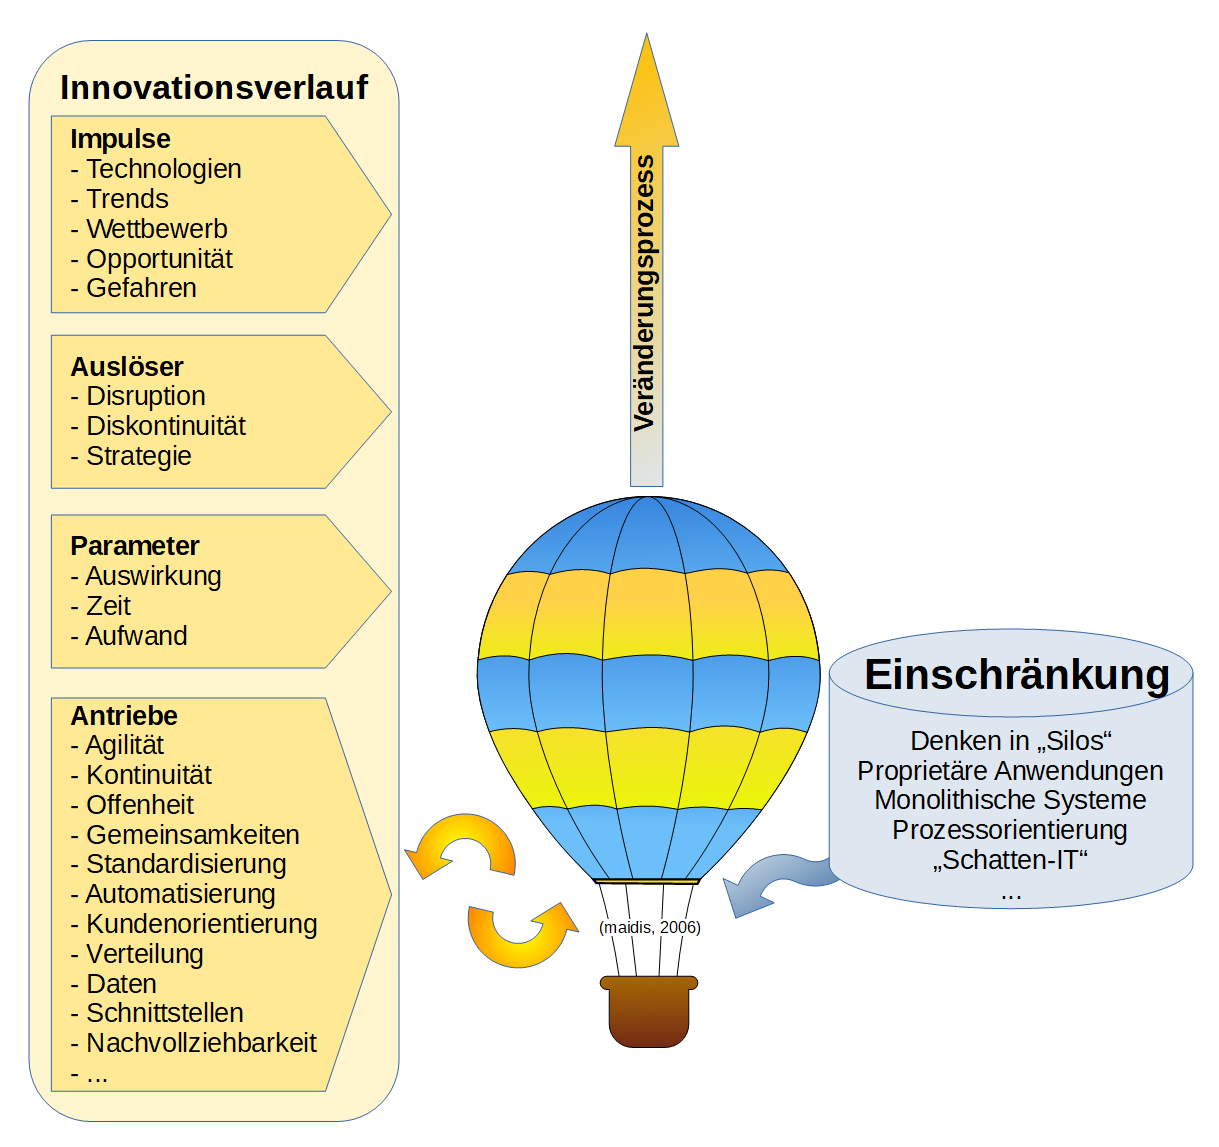 Innovationsverlauf
Impulse
- Technologien
- Trends
- Wettbewerb
- Opportunität
- Gefahren
Auslöser
- Disruption
- Diskontinuität
- Strategie
Parameter
- Auswirkung
- Zeit
- Aufwand
Antriebe
- Agilität
- Kontinuität
- Offenheit
- Gemeinsamkeiten
- Standardisierung
- Automatisierung
- Kundenorientierung
- Verteilung
- Daten
- Schnittstellen
- Nachvollziehbarkeit
- ...
Veränderungsprozess
(maidis, 2006)
Einschränkung
Denken in „Silos“
Proprietäre Anwendungen
Monolithische Systeme
Prozessorientierung
„Schatten-IT“
...